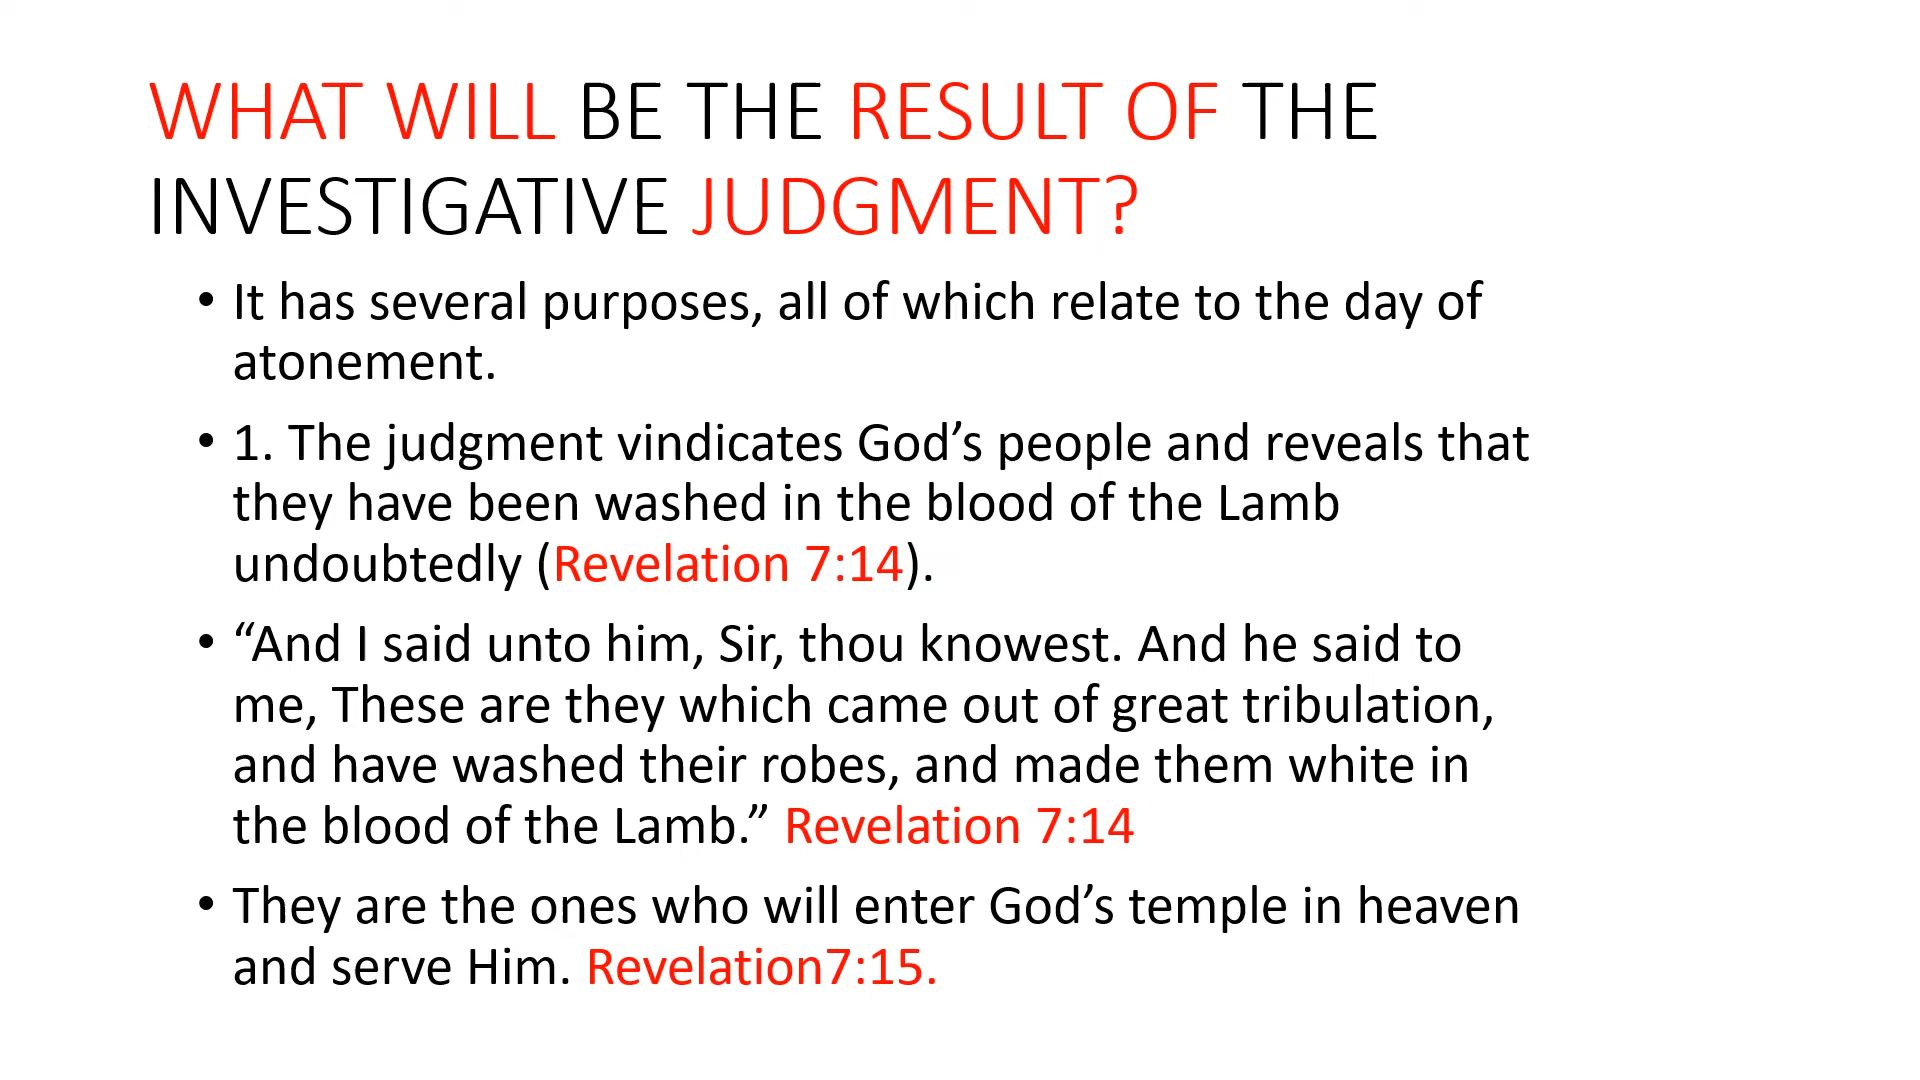 WHAT WILL BE THE RESULT OF THE
INVESTIGATIVE JUDGMENT?
• It has several purposes, all of which relate to the day of
atonement.
• 1. The judgment vindicates God’s people and reveals that
they have been washed in the blood of the Lamb
undoubtedly (Revelation 7:14).
• “And I said unto him, Sir, thou knowest. And he said to
me, These are they which came out of great tribulation,
and have washed their robes, and made them white in
the blood of the Lamb.” Revelation 7:14
• They are the ones who will enter God’s temple in heaven
and serve Him. Revelation7:15.